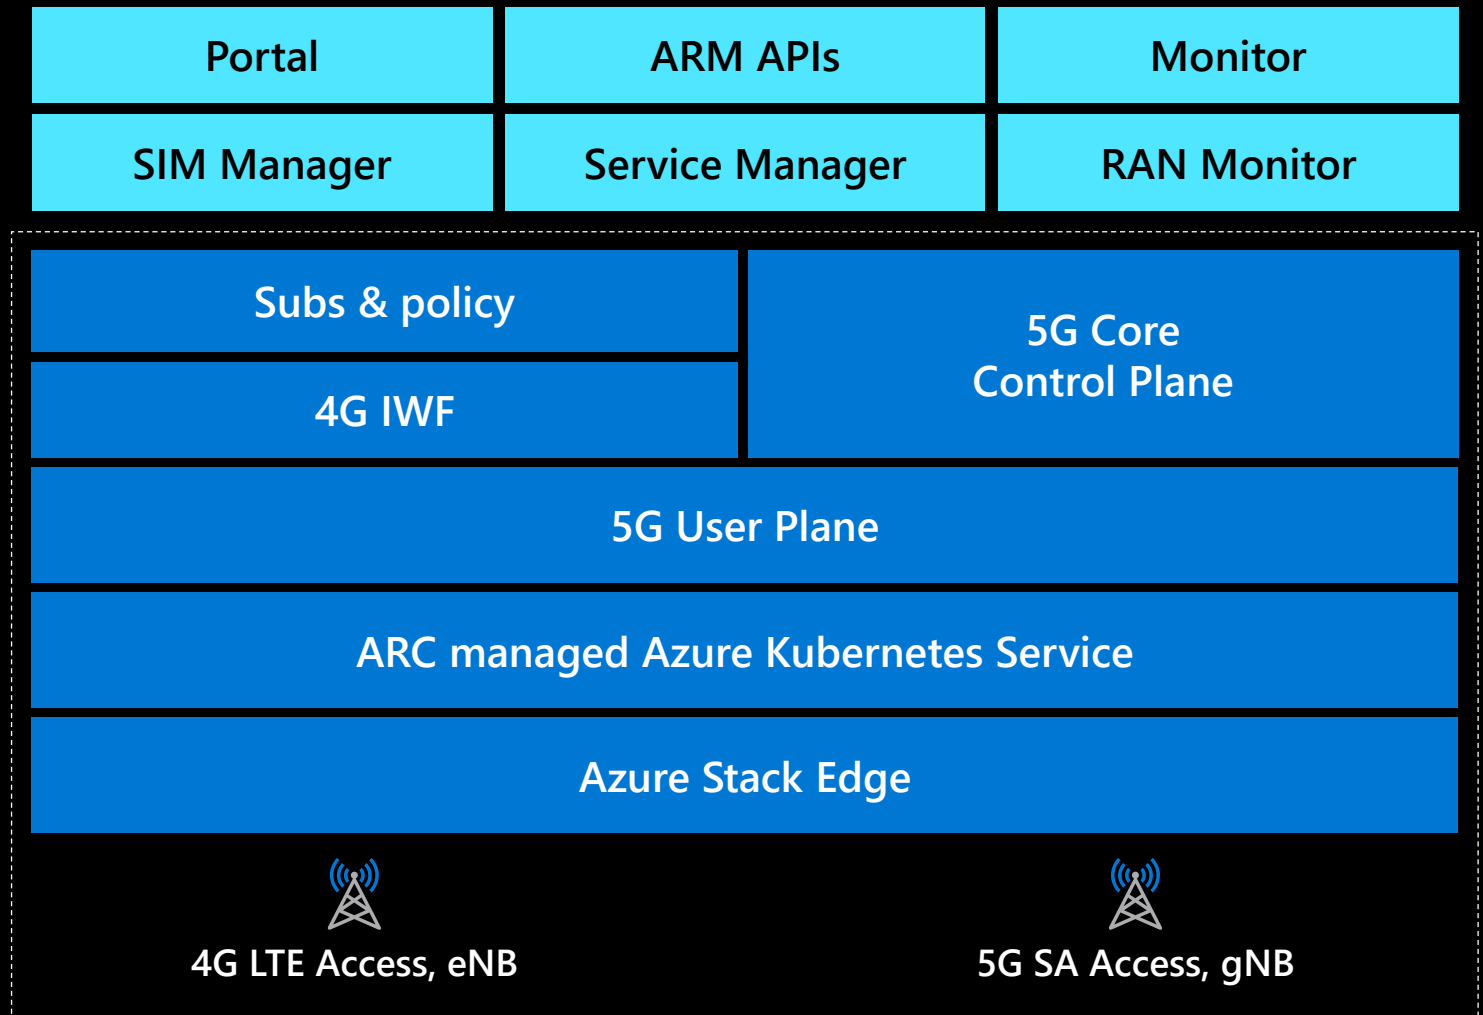 Portal
ARM APIs
Monitor
SIM Manager
Service Manager
RAN Monitor
Subs & policy
5G Core
Control Plane
4G IWF
5G User Plane
ARC managed Azure Kubernetes Service
Azure Stack Edge
4G LTE Access, eNB
5G SA Access, gNB